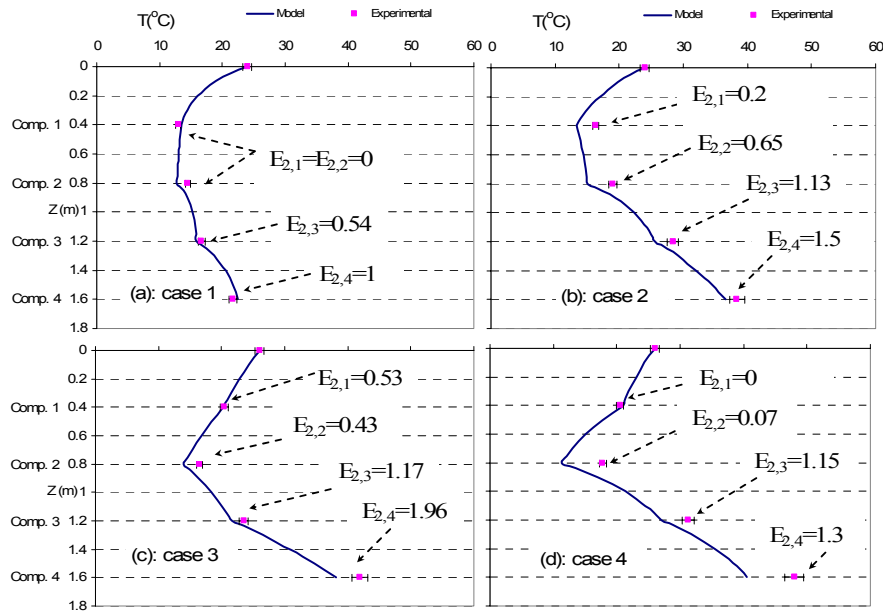 T(°C)
Model
Experimental
T(°C)
Model
Experimental
0 10 20 30 40 50 60
0 10 20 30 40 50 60
0
0.2
Comp. 1 0.4
0.6
Comp. 2 0.8
Z (m) 1
Comp. 3 1.2
1.4
Comp. 4 1.6
1.8
E2,1=E2,2=0
E2,3=0.54
E2,4=1
(a): case 1
E2,1=0.2
E2,2=0.65
E2,3=1.13
E2,4=1.5
(b): case 2
0
0.2
Comp. 1 0.4
0.6
Comp. 2 0.8
Z (m) 1
Comp. 3 1.2
1.4
Comp. 4 1.6
1.8
E2,1=0.53
E2,2=0.43
E2,3=1.17
E2,4=1.96
(c): case 3
E2,1=0
E2,2=0.07
E2,3=1.15
E2,4=1.3
(d): case 4